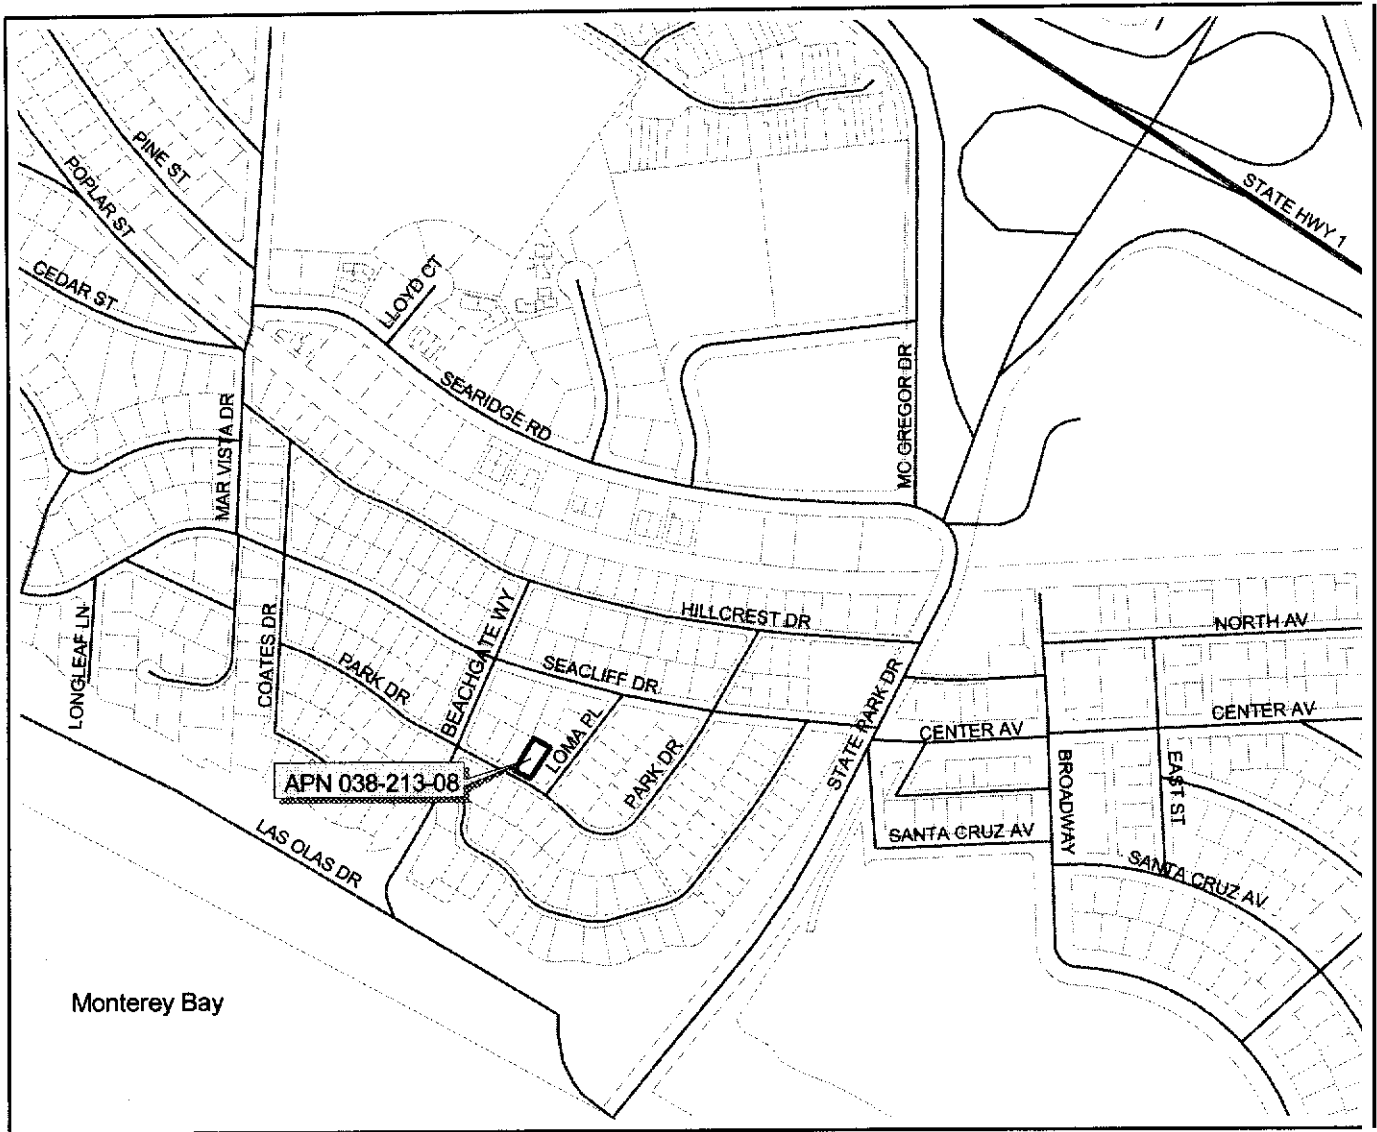 PINE ST
POPLAR ST
CEDAR ST
STATE HWY 1
LLOYD CT
SEARIDGE RD
MC GREGOR DR
MAR VISTA DR
LONGLEAF LN
COATES DR
PARK DR
BEACHGATE WY
HILLCREST DR
SEACLIFF DR
LOMA PL
PARK DR
STATE PARK DR
NORTH AV
CENTER AV
CENTER AV
BROADWAY
EAST ST
APN 038-213-08
LAS OLAS DR
SANTA CRUZ AV
SANTA CRUZ AV
Monterey Bay